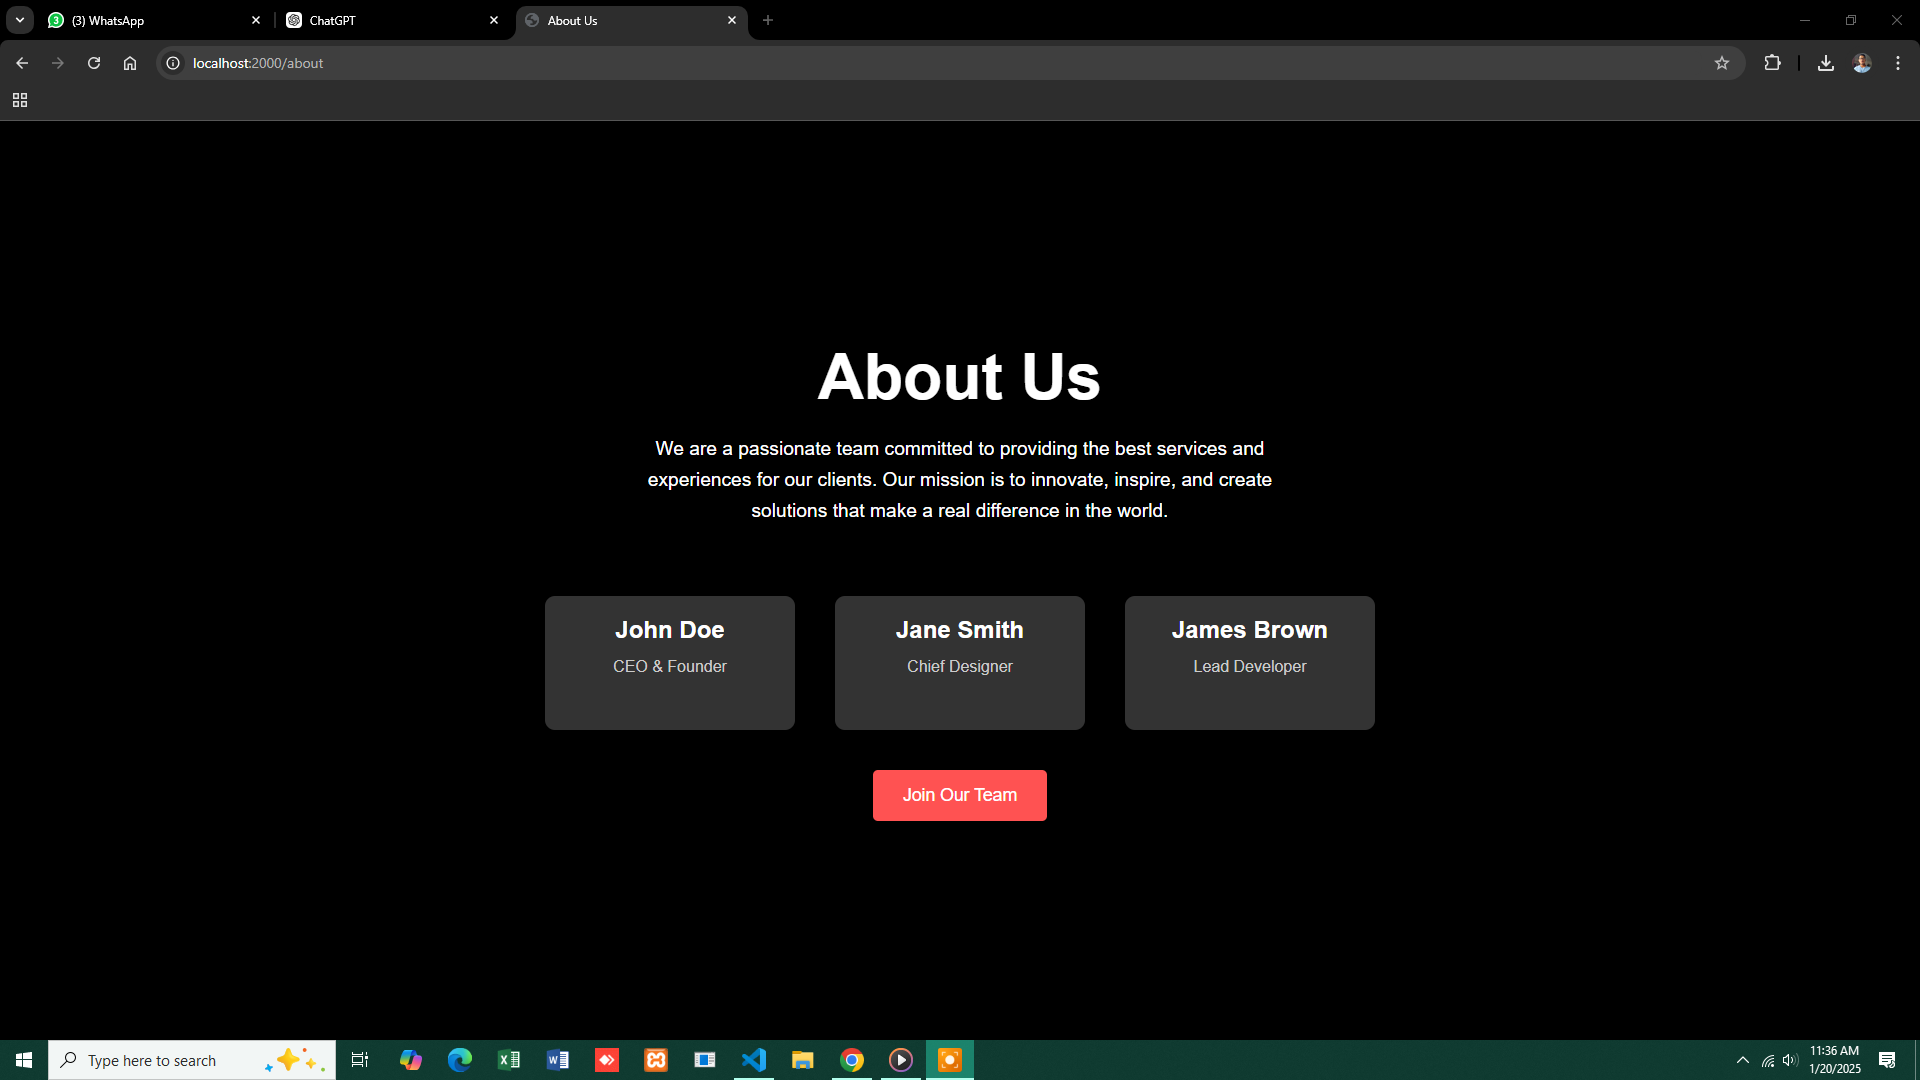 (3) WhatsApp
ChatGPT
About Us
localhost:2000/about
About Us
We are a passionate team committed to providing the best services and
experiences for our clients. Our mission is to innovate, inspire, and create
solutions that make a real difference in the world.
John Doe
CEO & Founder
Jane Smith
Chief Designer
James Brown
Lead Developer
Join Our Team
Type here to search
11:36 AM
1/20/2025